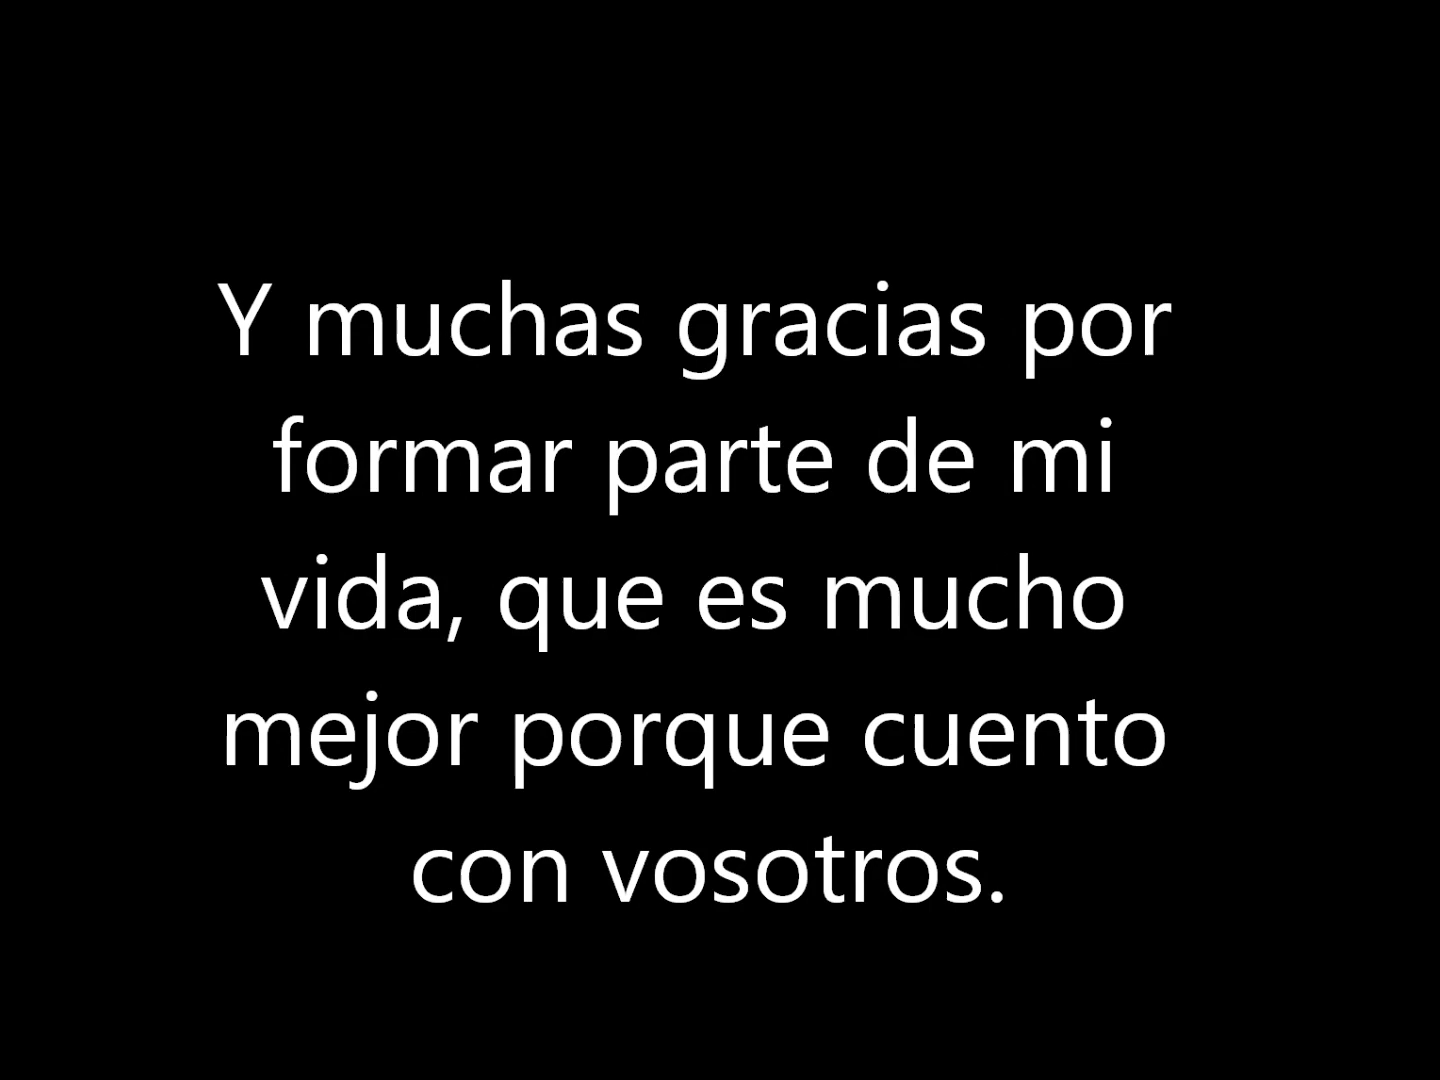 Y muchas gracias por
formar parte de mi
vida, que es mucho
mejor porque cuento
con vosotros.